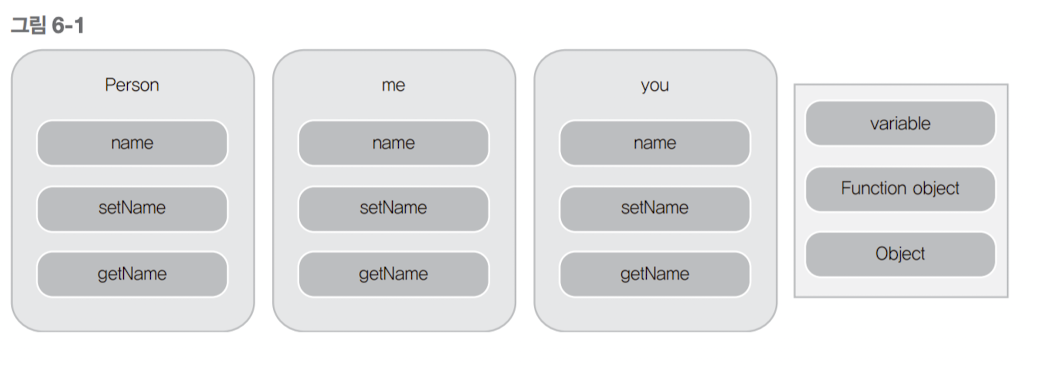 그림 6-1
Person
name
setName
getName
me
name
setName
getName
you
name
setName
getName
variable
Function object
Object